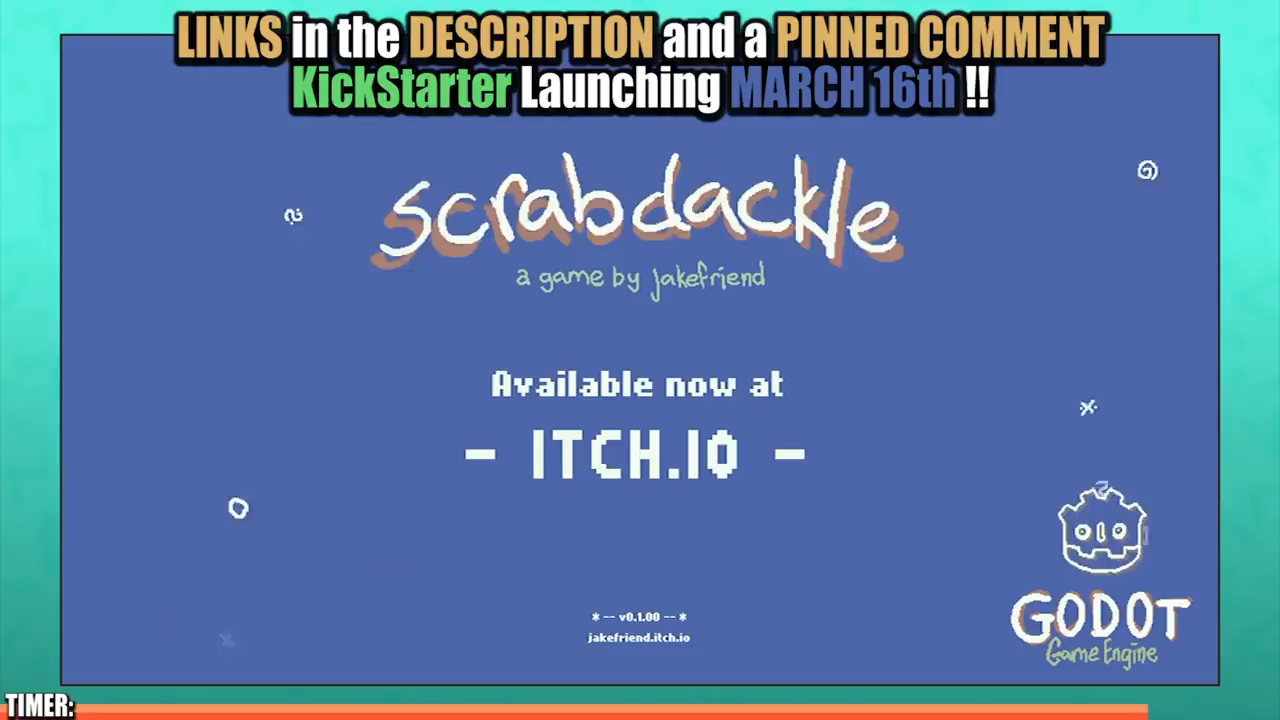 LINKS in the DESCRIPTION and a PINNED COMMENT
KickStarter Launching MARCH 16th !!
scrabdackle
a game by jakefriend
Available now at
- ITCH.IO -
GODOT
Game Engine
* -- v0.1.00 -- *
jakefriend.itch.io
TIMER: